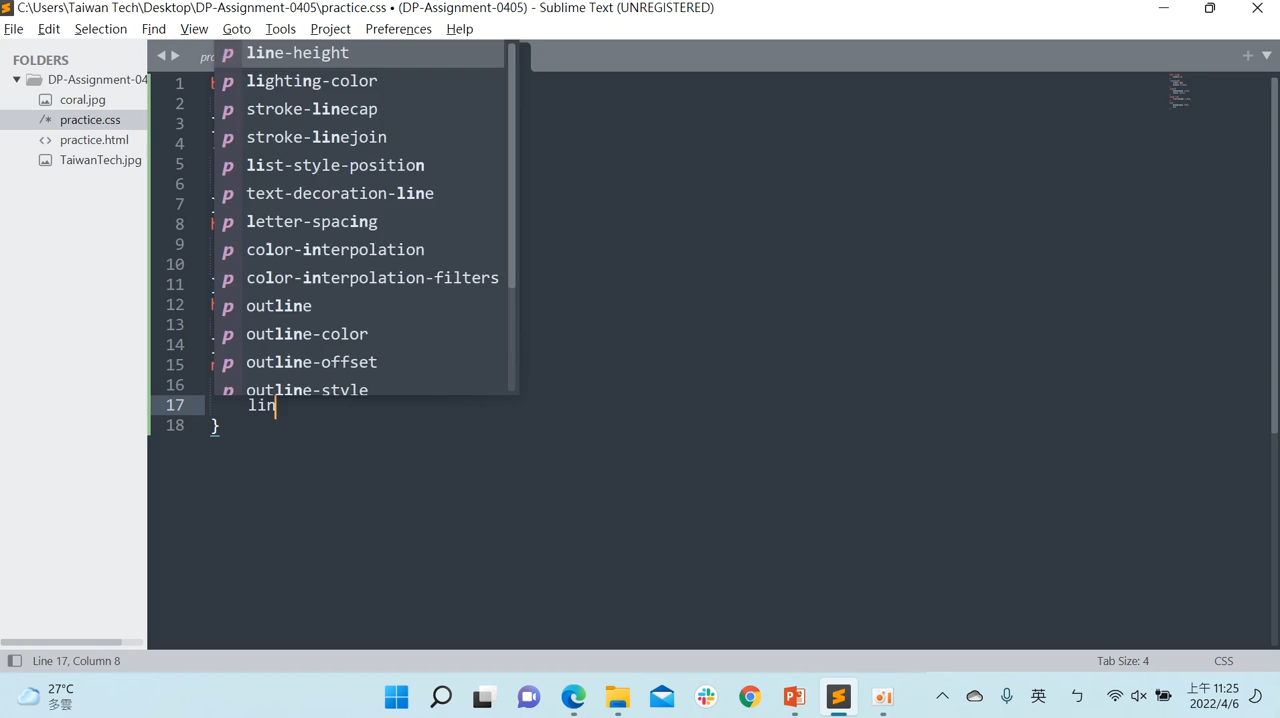 C:\Users\Taiwan Tech\Desktop\DP-Assignment-0405\practice.css • (DP-Assignment-0405) - Sublime Text (UNREGISTERED)
File Edit Selection Find View Goto Tools Project Preferences Help
FOLDERS
DP-Assignment-04
coral.jpg
/* practice.css
<> practice.html
TaiwanTech.jpg
1
2
3
4
5
6
7
8
9
10
11
12
13
14
15
16
17 lin
18 }
p line-height
p lighting-color
p stroke-linecap
p stroke-linejoin
p list-style-position
p text-decoration-line
p letter-spacing
p color-interpolation
p color-interpolation-filters
p outline
p outline-color
p outline-offset
p outline-style
Line 17, Column 8
Tab Size: 4
CSS
27°C
多雲
英
ㄅ
上午 11:25
2022/4/6